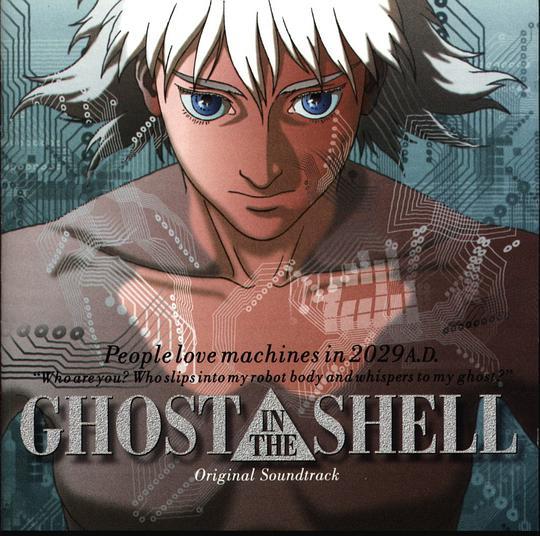 People love machines in 2029 A.D.
"Who are you? Who slips into my robot body and whispers to my ghost?"
GHOST IN THE SHELL
Original Soundtrack